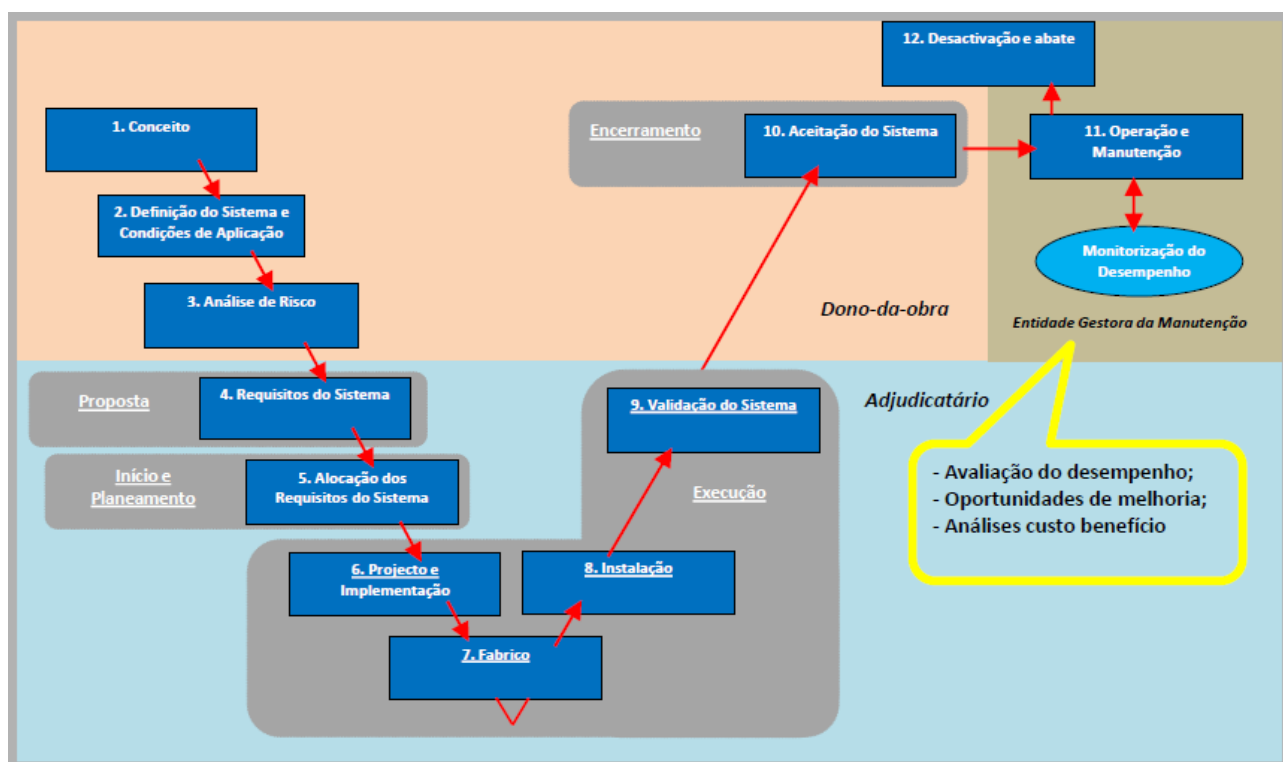 12. Desactivação e abate
1. Conceito
Encerramento
10. Aceitação do Sistema
11. Operação e
Manutenção
2. Definição do Sistema e
Condições de Aplicação
Monitorização do
Desempenho
3. Análise de Risco
Dono-da-obra
Entidade Gestora da Manutenção
Proposta
4. Requisitos do Sistema
9. Validação do Sistema
Adjudicatário
Início e
Planeamento
5. Alocação dos
Requisitos do Sistema
Execução
- Avaliação do desempenho;
- Oportunidades de melhoria;
- Análises custo benefício
6. Projecto e
Implementação
8. Instalação
7. Fabrico